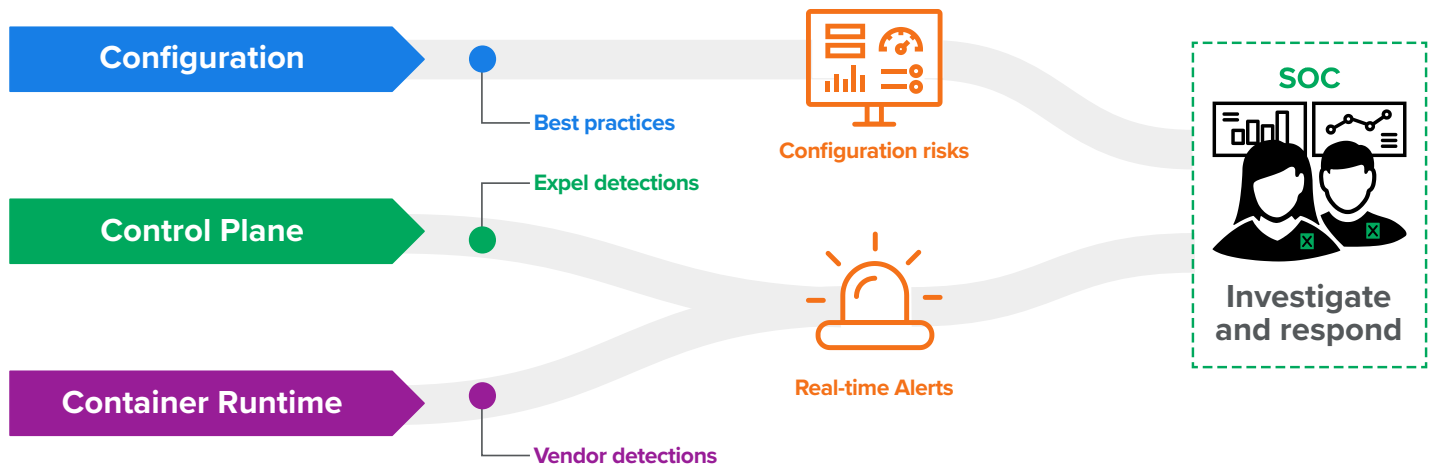 Configuration
Best practices
Configuration risks
SOC
Expel detections
Control Plane
Investigate
and respond
Real-time Alerts
Container Runtime
Vendor detections